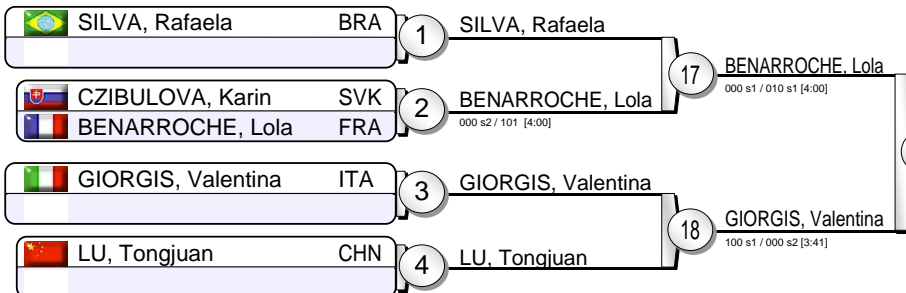 SILVA, Rafaela BRA
1
SILVA, Rafaela
17
BENARROCHE, Lola
000 s1 / 010 s1 [4:00]
CZIBULOVA, Karin SVK
BENARROCHE, Lola FRA
2
BENARROCHE, Lola
000 s2 / 101 [4:00]
GIORGIS, Valentina ITA
3
GIORGIS, Valentina
18
GIORGIS, Valentina
100 s1 / 000 s2 [3:41]
LU, Tongjuan CHN
4
LU, Tongjuan